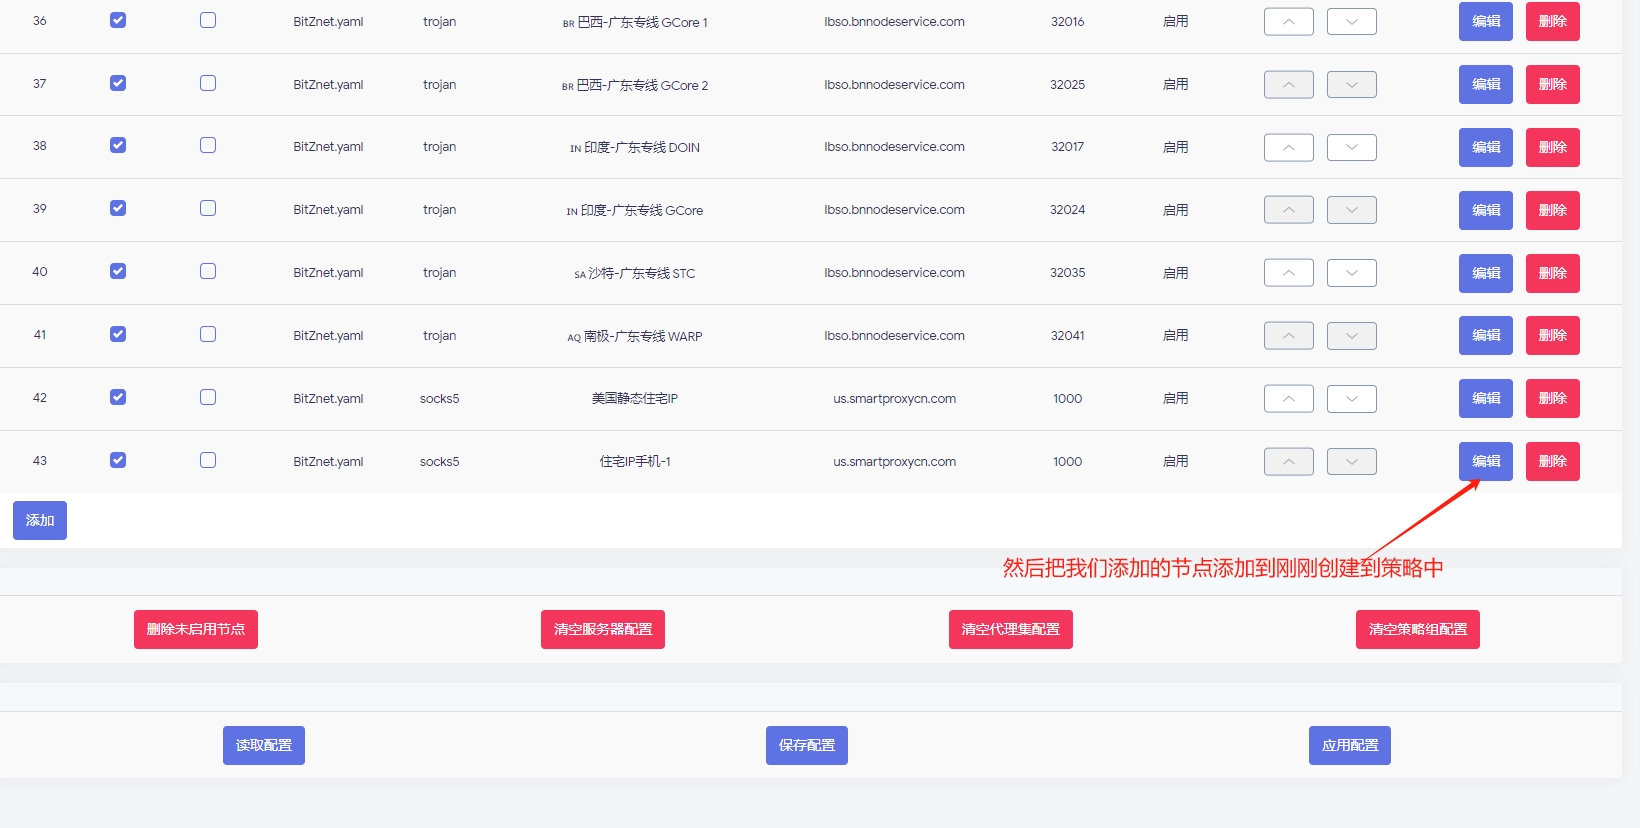 36 BitZnet.yaml trojan BR 巴西-广东专线 GCore 1 lbso.bnnodeservice.com 32016 启用 编辑 删除
37 BitZnet.yaml trojan BR 巴西-广东专线 GCore 2 lbso.bnnodeservice.com 32025 启用 编辑 删除
38 BitZnet.yaml trojan IN 印度-广东专线 DOIN lbso.bnnodeservice.com 32017 启用 编辑 删除
39 BitZnet.yaml trojan IN 印度-广东专线 GCore lbso.bnnodeservice.com 32024 启用 编辑 删除
40 BitZnet.yaml trojan SA 沙特-广东专线 STC lbso.bnnodeservice.com 32035 启用 编辑 删除
41 BitZnet.yaml trojan AQ 南极-广东专线 WARP lbso.bnnodeservice.com 32041 启用 编辑 删除
42 BitZnet.yaml socks5 美国静态住宅IP us.smartproxycn.com 1000 启用 编辑 删除
43 BitZnet.yaml socks5 住宅IP手机-1 us.smartproxycn.com 1000 启用 编辑 删除
添加
然后把我们添加的节点添加到刚刚创建到策略中
删除未启用节点 清空服务器配置 清空代理集配置 清空策略组配置
读取配置 保存配置 应用配置